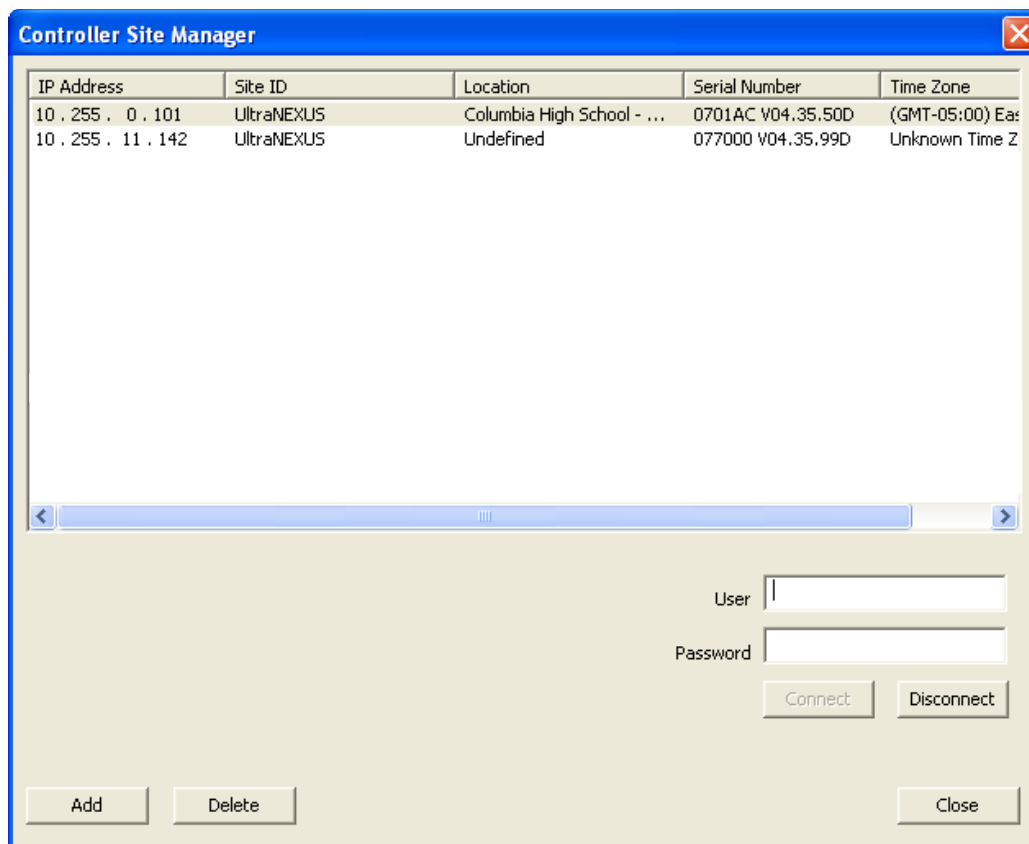 Controller Site Manager
IP Address Site ID Location Serial Number Time Zone
10 . 255 . 0 . 101 UltraNEXUS Columbia High School - ... 0701AC V04.35.50D (GMT-05:00) Eas
10 . 255 . 11 . 142 UltraNEXUS Undefined 077000 V04.35.99D Unknown Time Z
User
Password
Connect Disconnect
Add Delete Close